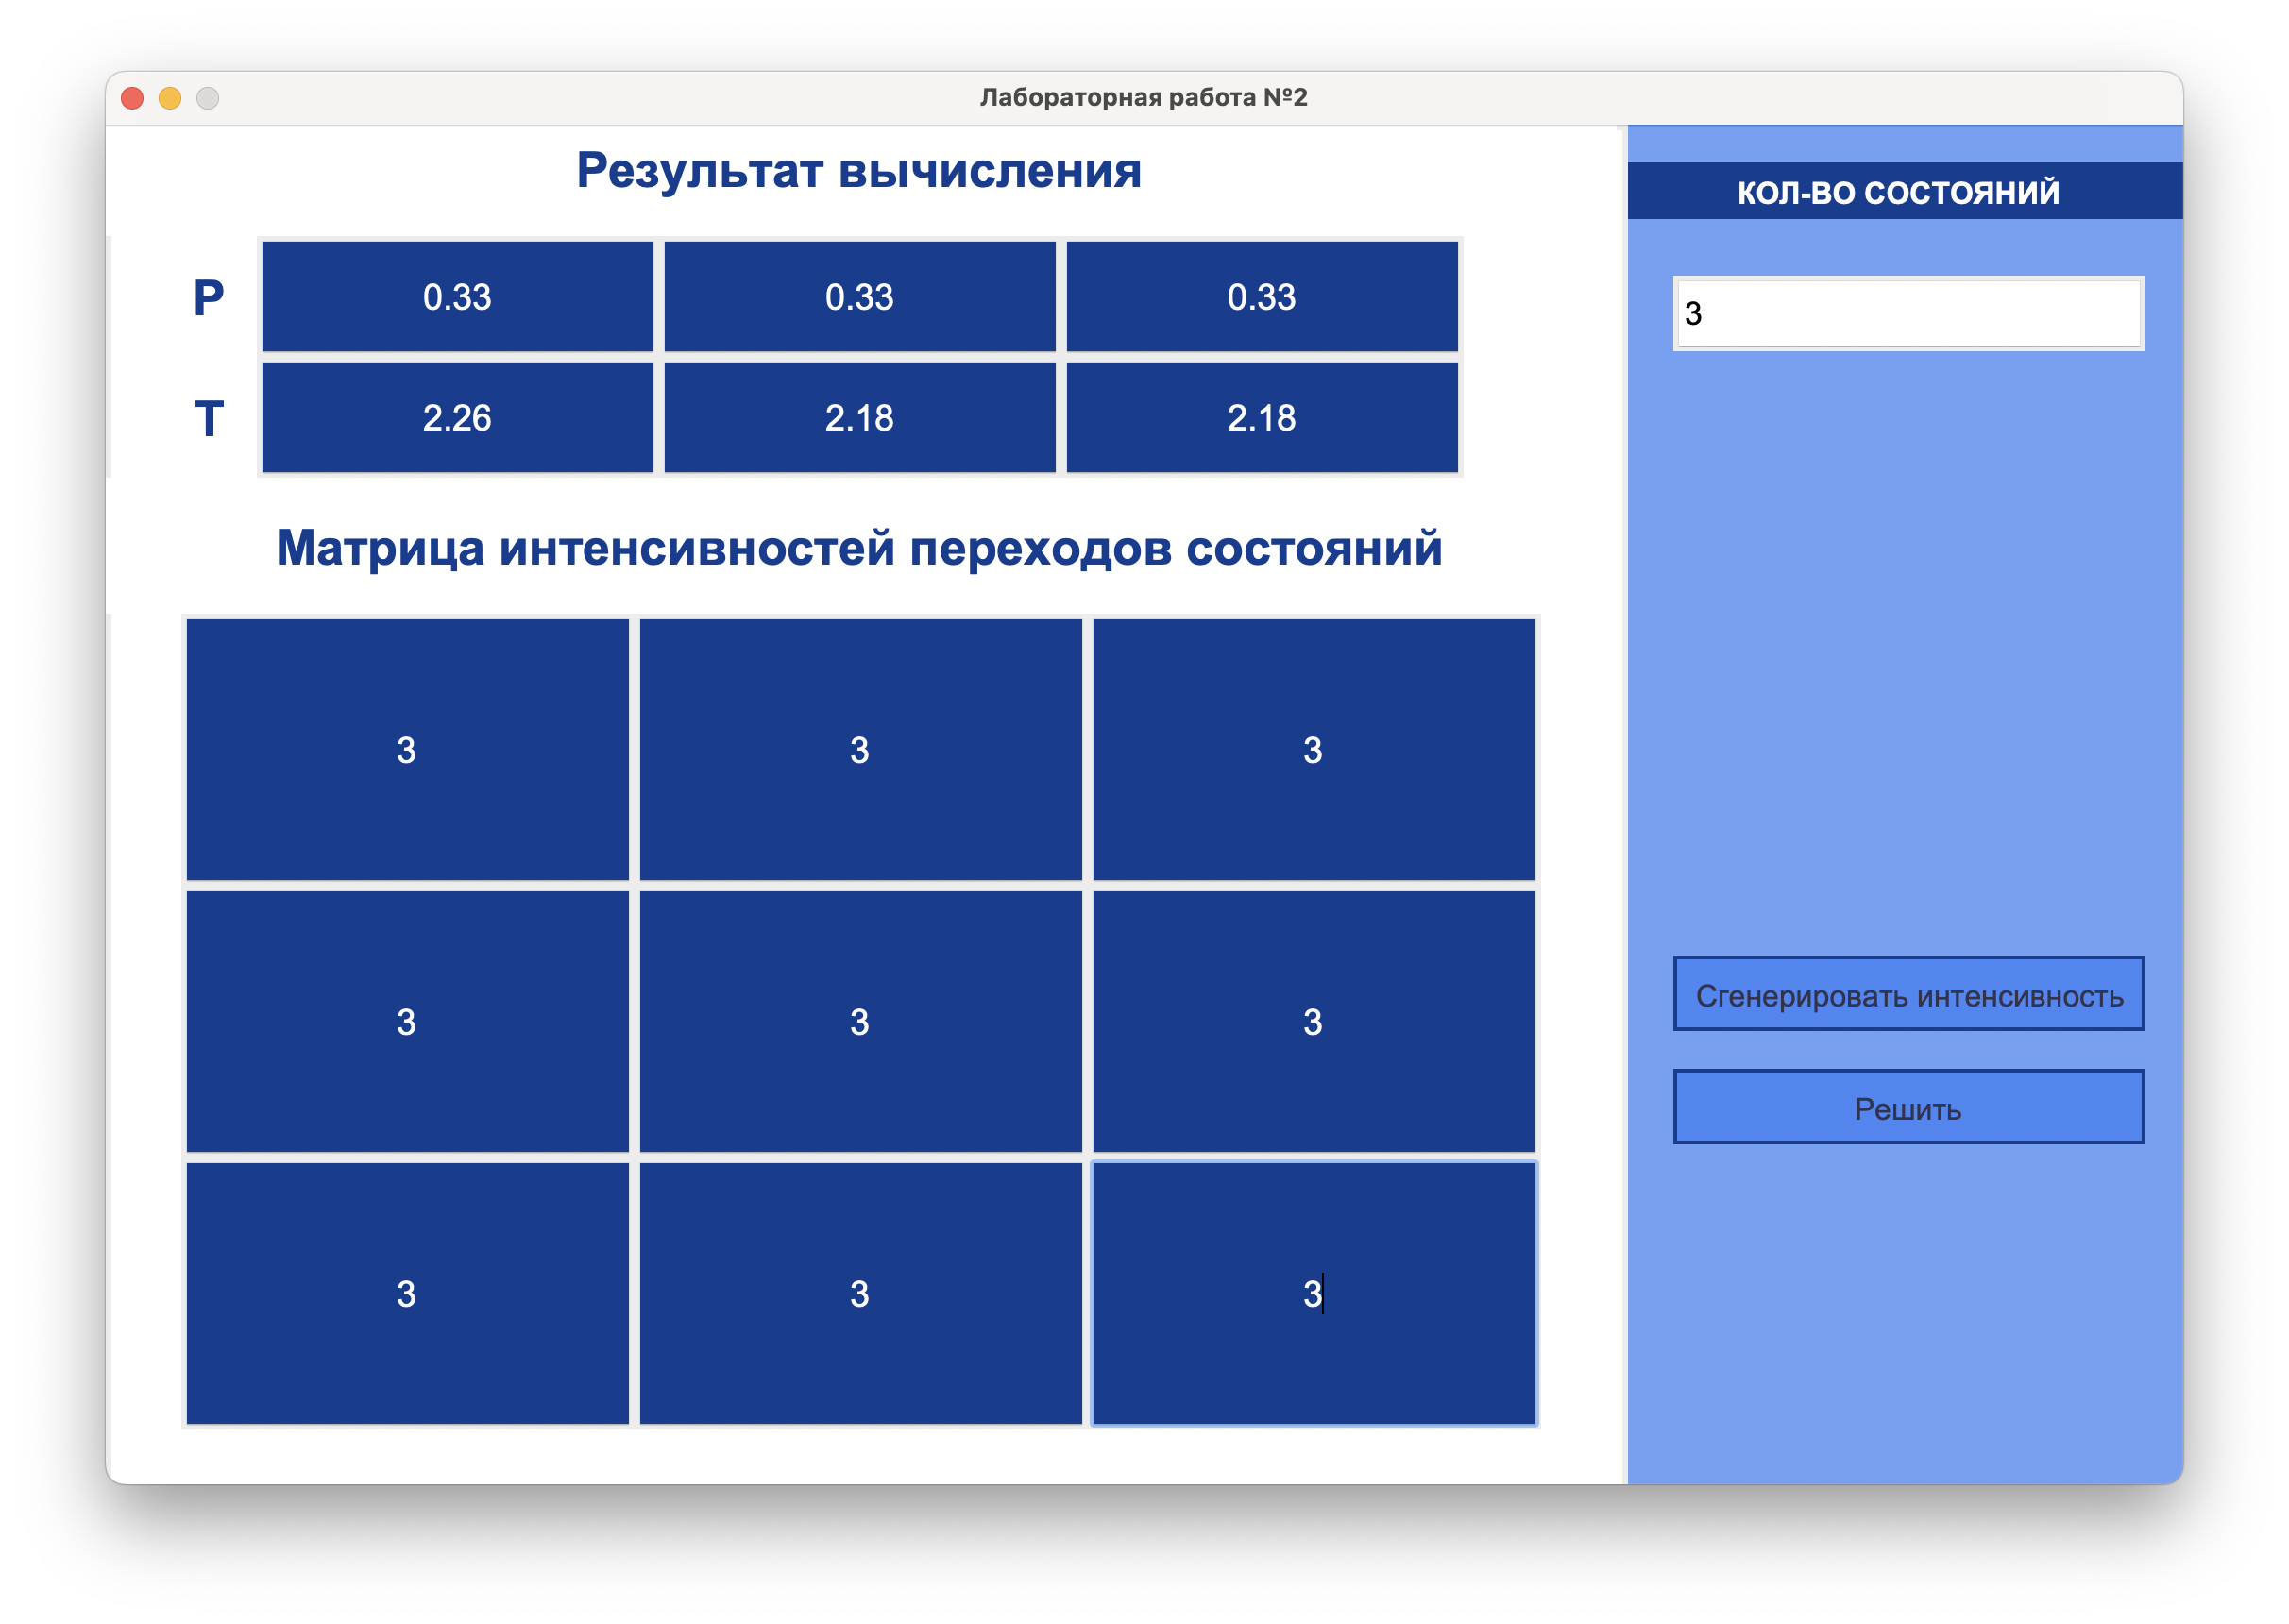 Лабораторная работа №2
Результат вычисления
P 0.33 0.33 0.33
T 2.26 2.18 2.18
Матрица интенсивностей переходов состояний
3 3 3
3 3 3
3 3 3
КОЛ-ВО СОСТОЯНИЙ
3
Сгенерировать интенсивность
Решить